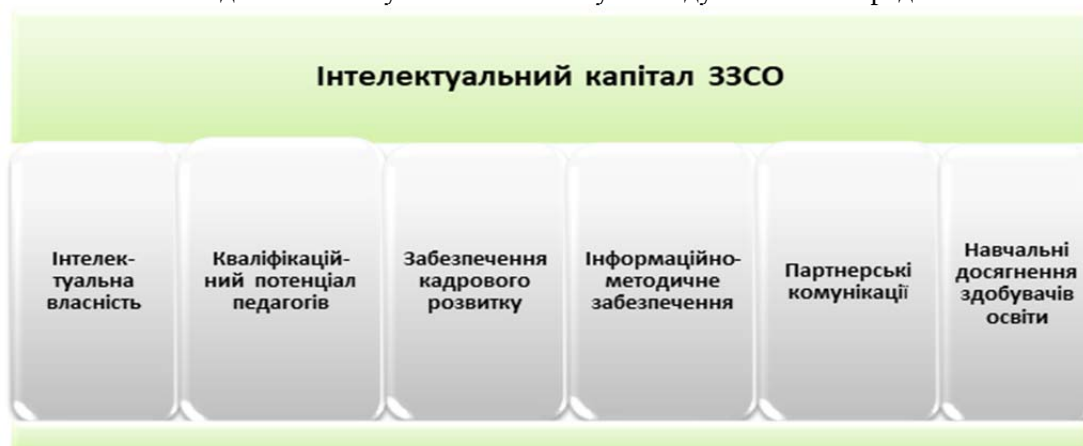 Інтелектуальний капітал ЗЗСО
Інтелек-
туальна
власність
Кваліфікацій-
ний потенціал
педагогів
Забезпечення
кадрового
розвитку
Інформаційно-
методичне
забезпечення
Партнерські
комунікації
Навчальні
досягнення
здобувачів
освіти